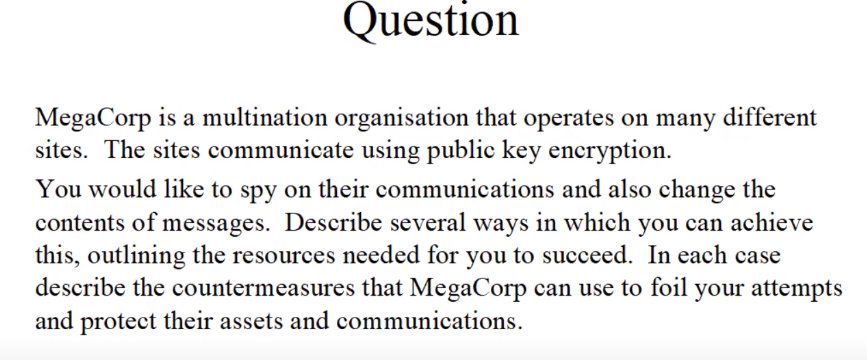 Question
MegaCorp is a multination organisation that operates on many different
sites.  The sites communicate using public key encryption.
You would like to spy on their communications and also change the
contents of messages.  Describe several ways in which you can achieve
this, outlining the resources needed for you to succeed.  In each case
describe the countermeasures that MegaCorp can use to foil your attempts
and protect their assets and communications.